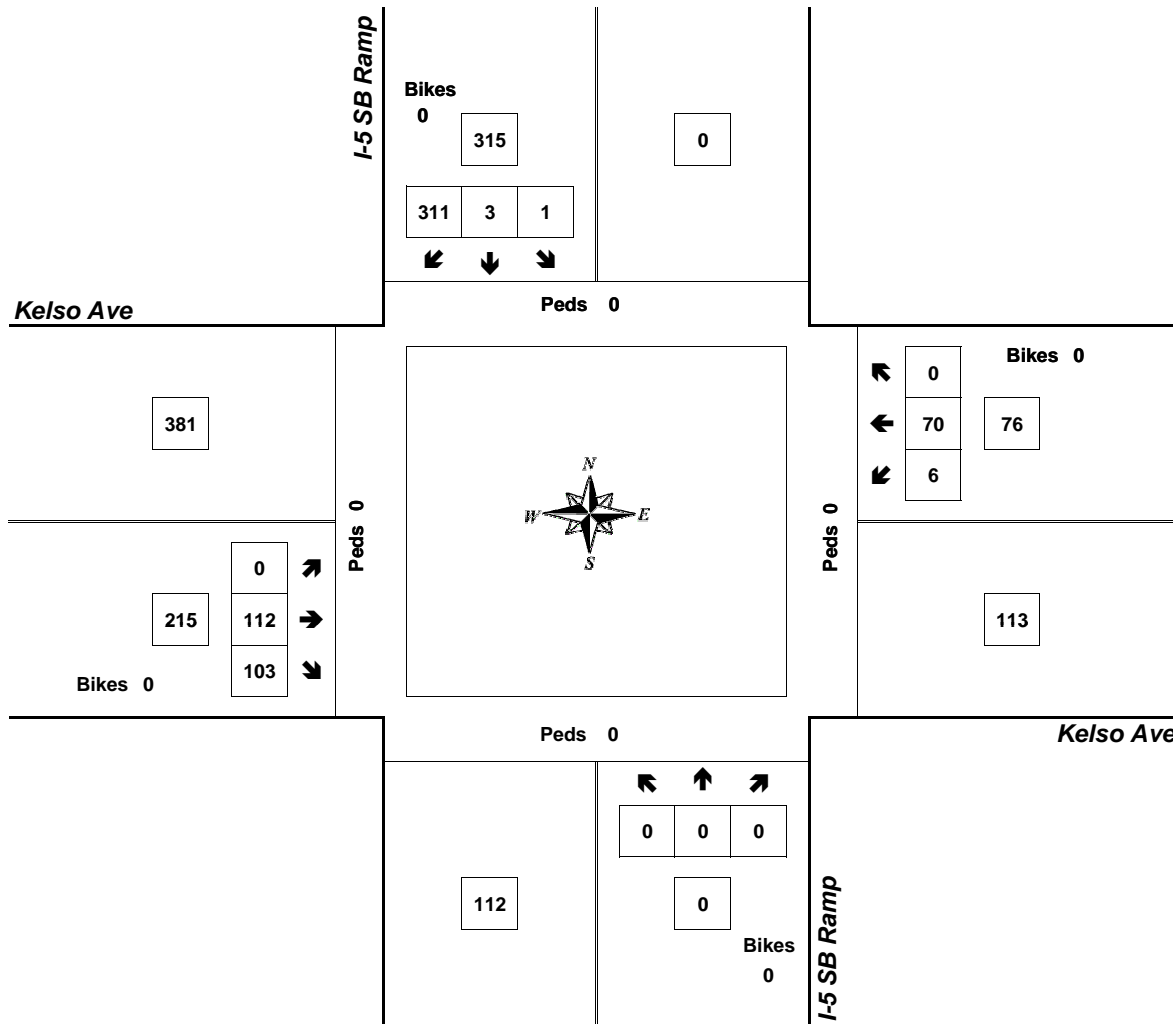 I-5 SB Ramp
Bikes
0
315
0
311 3 1
Peds 0
Kelso Ave
0
Bikes 0
381
70
76
6
N
W E
S
Peds 0
Peds 0
0
215
112
113
103
Bikes 0
Peds 0
Kelso Ave
0 0 0
112
0
Bikes
0
I-5 SB Ramp